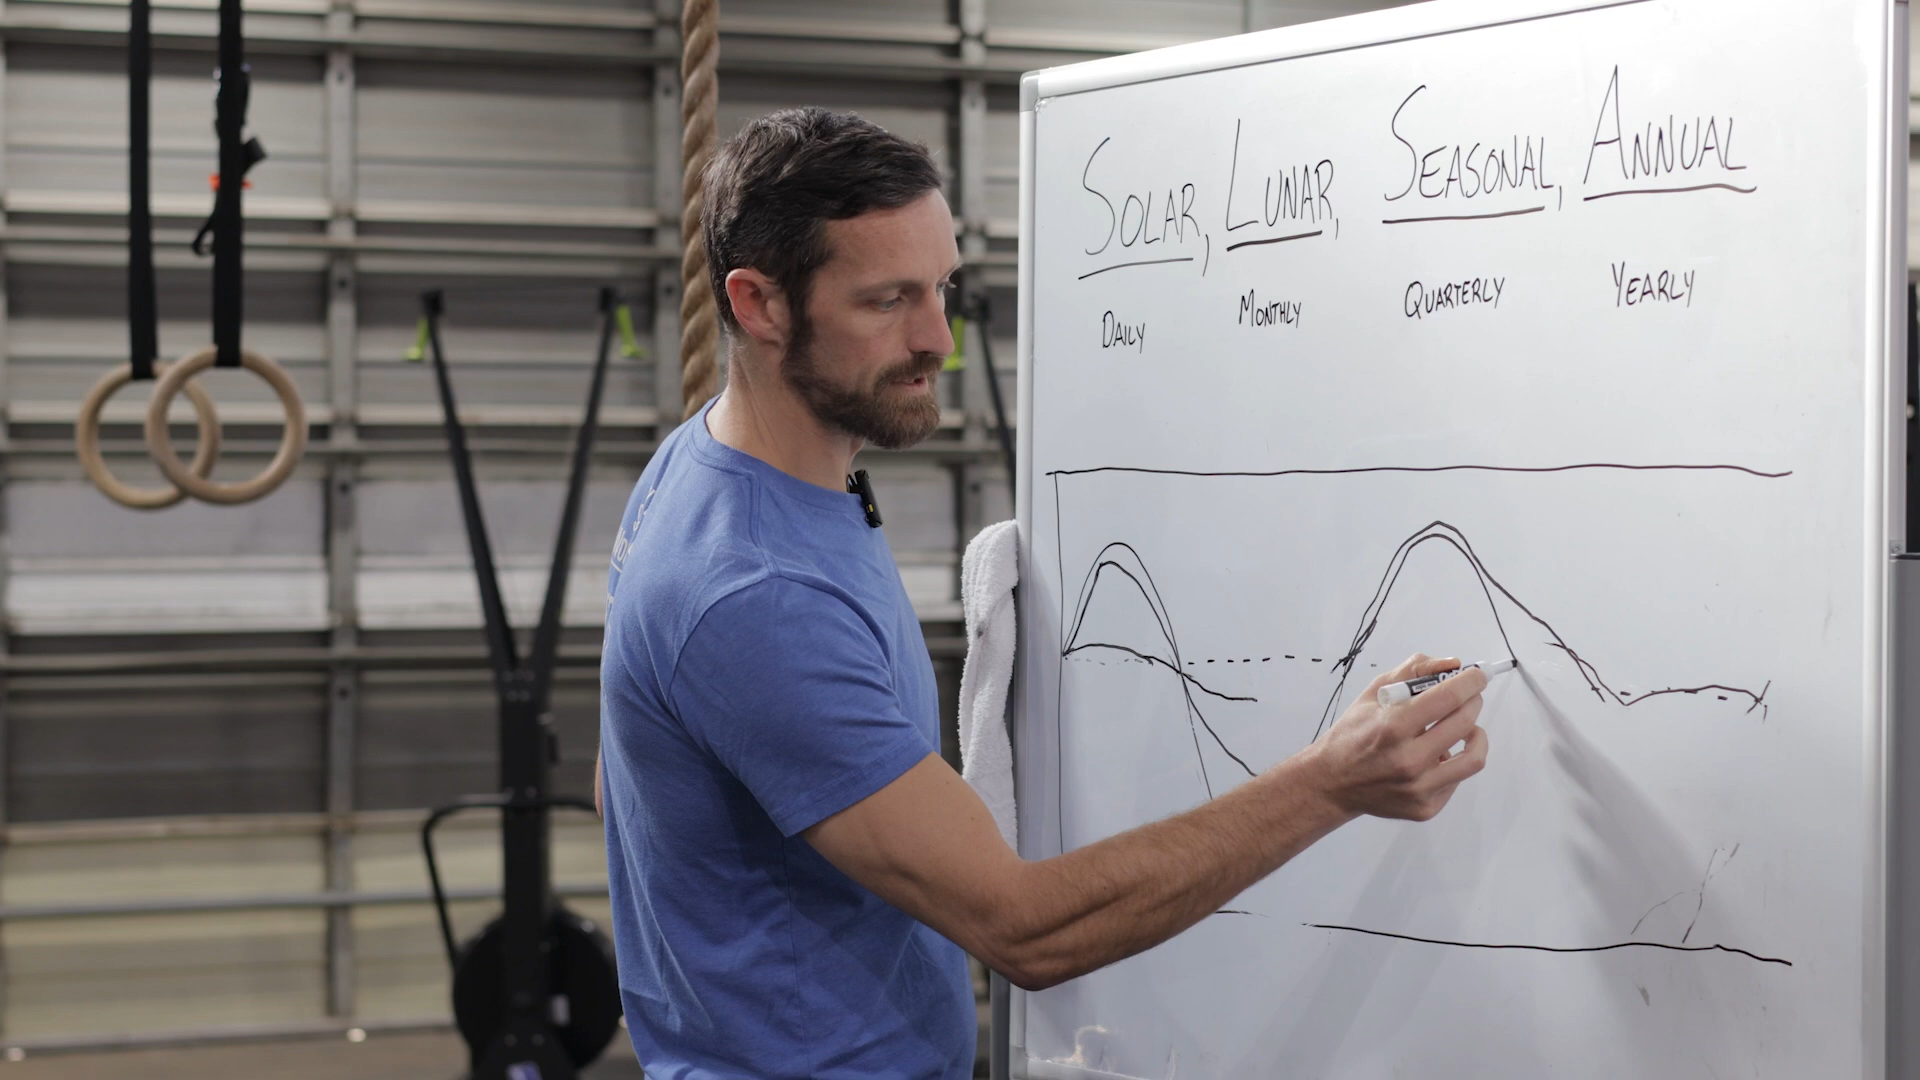 SOLAR, LUNAR, SEASONAL, ANNUAL
DAILY MONTHLY QUARTERLY YEARLY